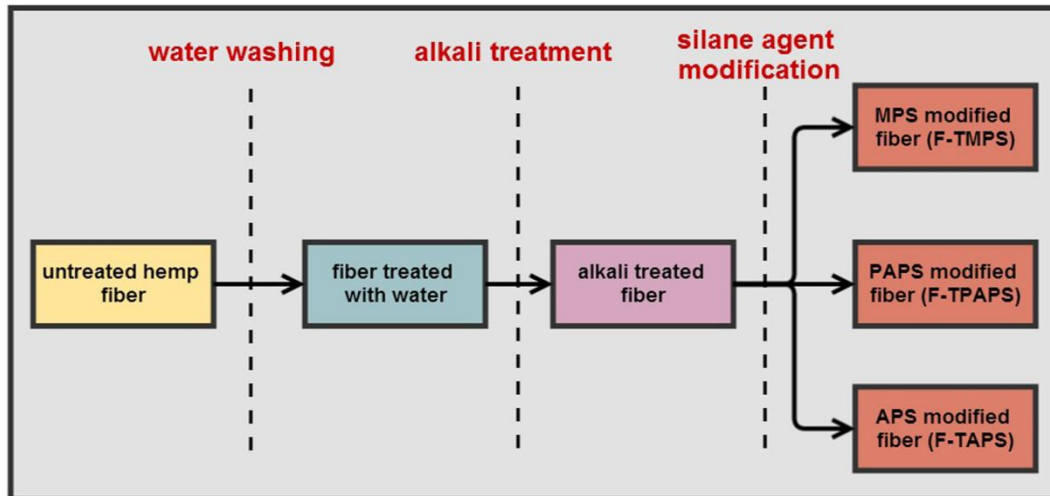 water washing
alkali treatment
silane agent
modification
untreated hemp
fiber
fiber treated
with water
alkali treated
fiber
MPS modified
fiber (F-TMPS)
PAPS modified
fiber (F-TPAPS)
APS modified
fiber (F-TAPS)